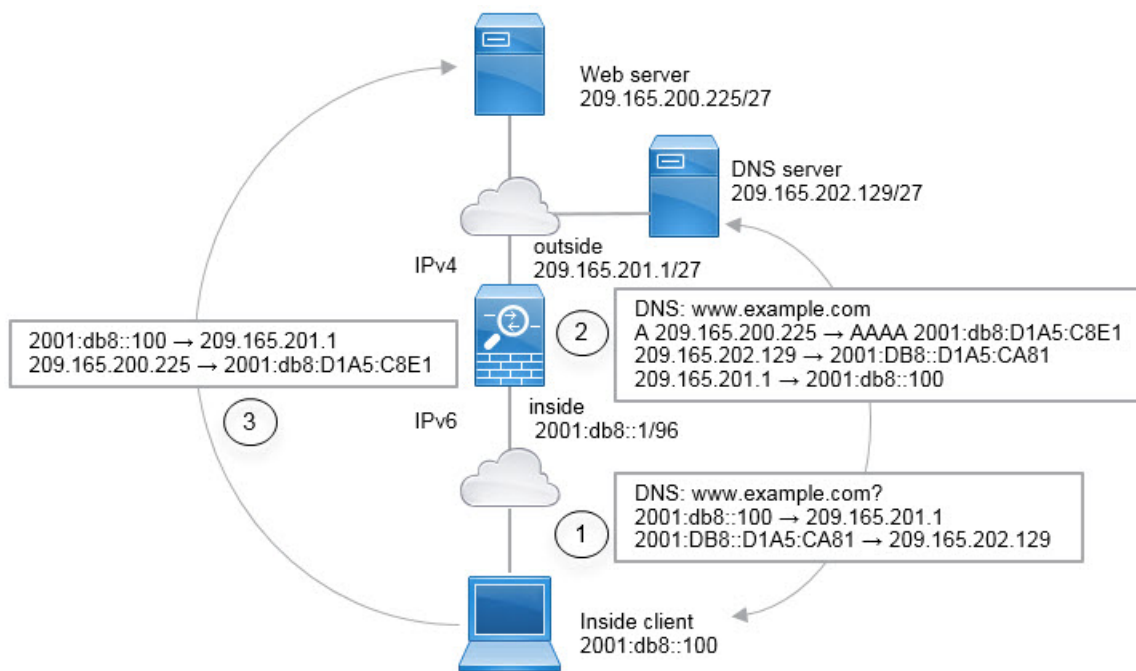 Web server
209.165.200.225/27
DNS server
209.165.202.129/27
IPv4
outside
209.165.201.1/27
2
DNS: www.example.com
A 209.165.200.225 → AAAA 2001:db8:D1A5:C8E1
209.165.202.129 → 2001:DB8::D1A5:CA81
209.165.201.1 → 2001:db8::100
2001:db8::100 → 209.165.201.1
209.165.200.225 → 2001:db8:D1A5:C8E1
3
IPv6
inside
2001:db8::1/96
1
DNS: www.example.com?
2001:db8::100 → 209.165.201.1
2001:DB8::D1A5:CA81 → 209.165.202.129
Inside client
2001:db8::100